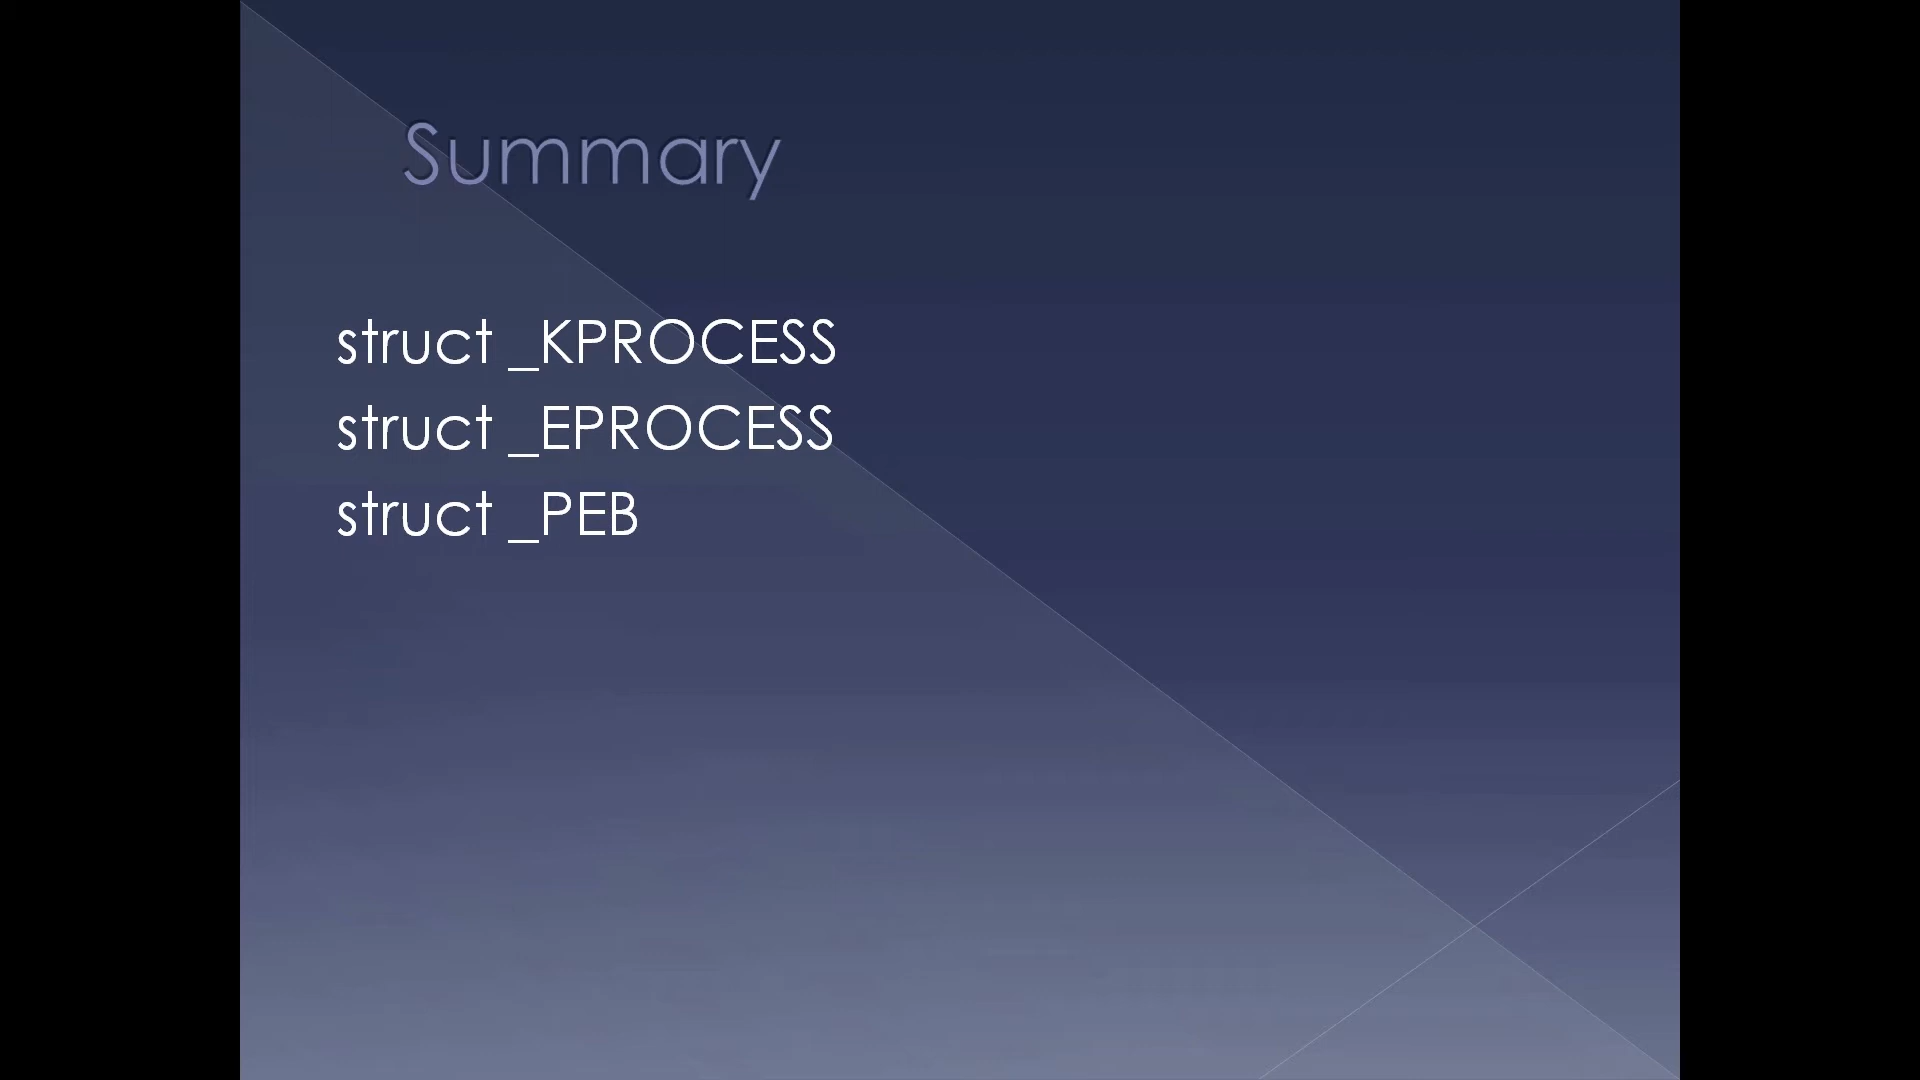 Summary
struct _KPROCESS
struct _EPROCESS
struct _PEB